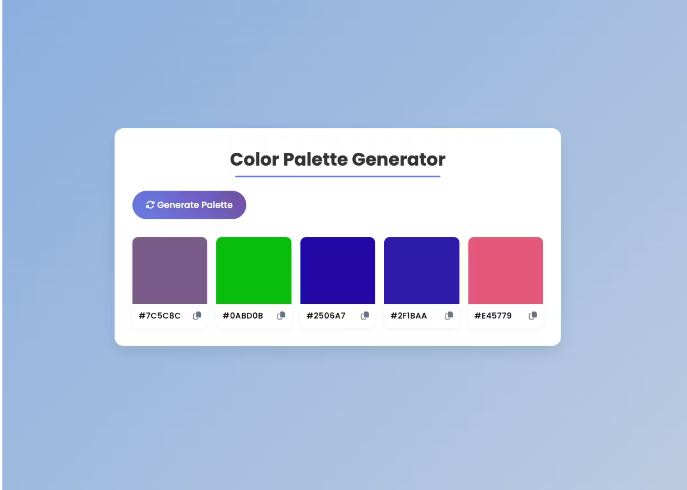 Color Palette Generator
Generate Palette
#7C5C8C #0ABD0B #2506A7 #2F1BAA #E45779